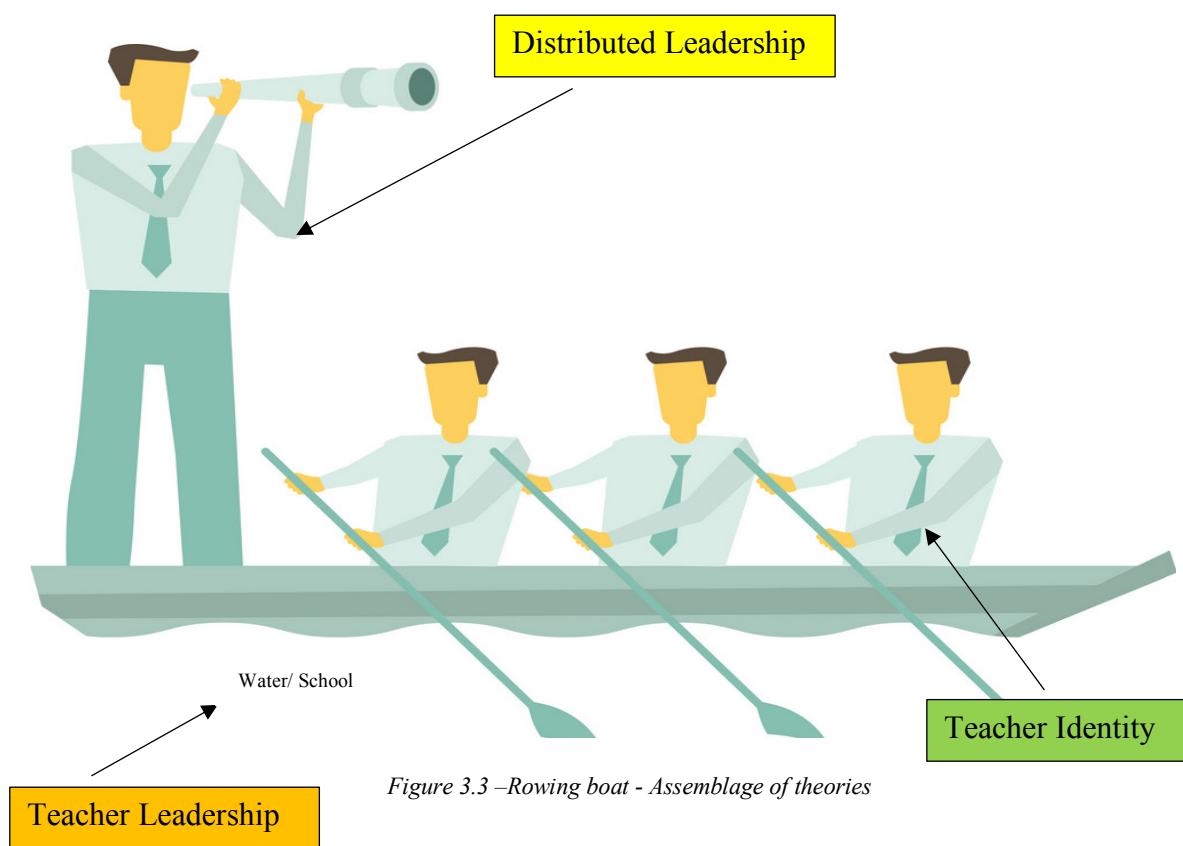 Distributed Leadership
Water/ School
Teacher Identity
Figure 3.3 –Rowing boat - Assemblage of theories
Teacher Leadership